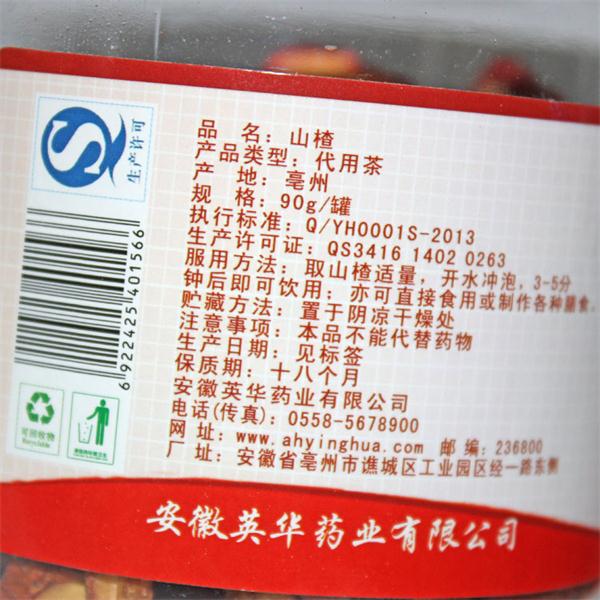 生产许可
6 922425 401566
可回收物
Recyclable
品 名：山楂
产品类型：代用茶
产 地：亳州
规 格：90g/罐
执行标准：Q/YH0001S-2013
生产许可证：QS3416 1402 0263
服用方法：取山楂适量，开水冲泡，3-5分
钟后即可饮用；亦可直接食用或制作各种膳食。
贮藏方法：置于阴凉干燥处
注意事项：本品不能代替药物
生产日期：见标签
保质期：十八个月
安徽英华药业有限公司
电话(传真)：0558-5678900
网 址：www.ahyinghua.com 邮 编：236800
厂 址：安徽省亳州市谯城区工业园区经一路东侧
安徽英华药业有限公司